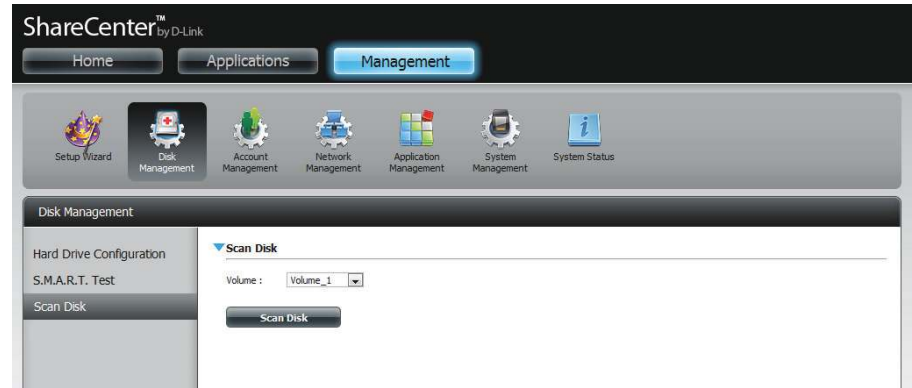 ShareCenter™ by D-Link
Home Applications Management
Setup Wizard Disk Management Account Management Network Management Application Management System Management System Status
Disk Management
Hard Drive Configuration
S.M.A.R.T. Test
Scan Disk
Scan Disk
Volume : Volume_1
Scan Disk